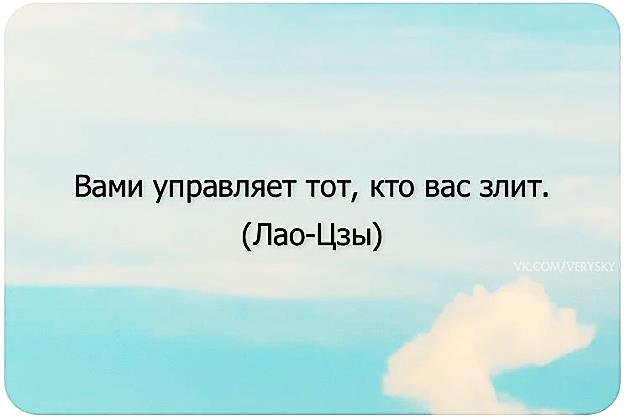 Вами управляет тот, кто вас злит.
(Лао-Цзы)
VK.COM/VERYSKY